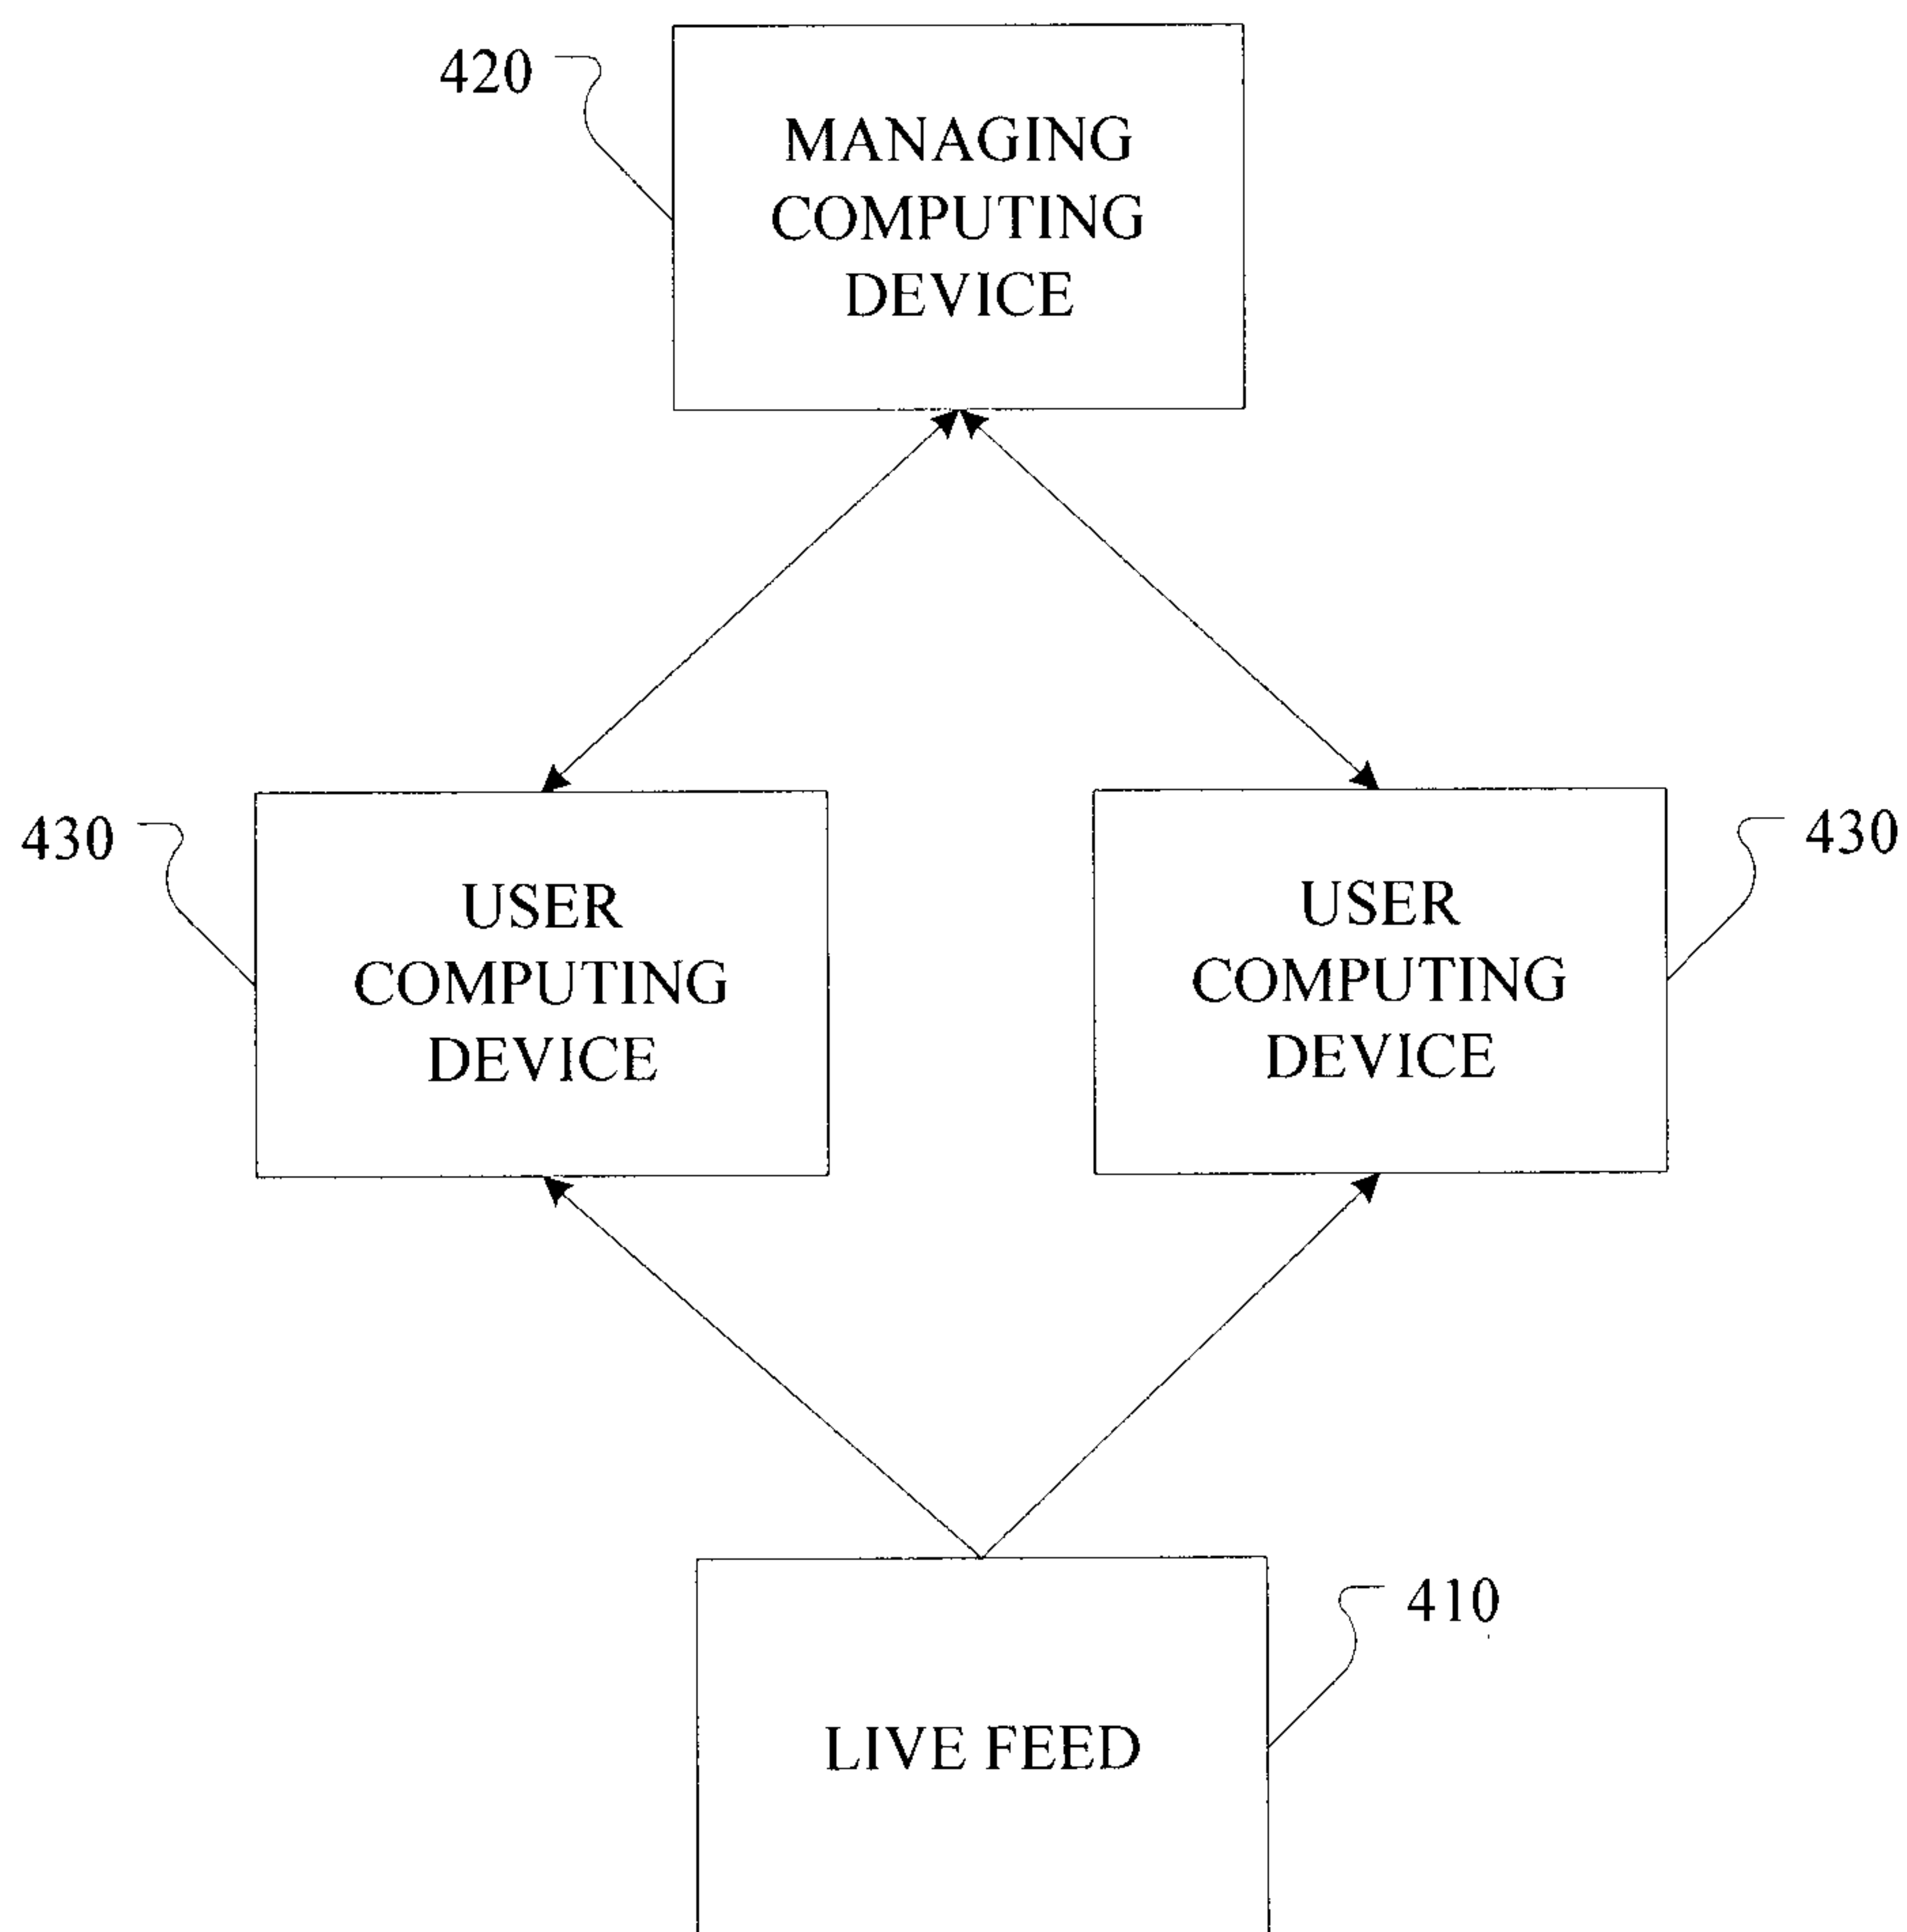 420
MANAGING
COMPUTING
DEVICE
430
USER
COMPUTING
DEVICE
USER
COMPUTING
DEVICE
430
LIVE FEED
410